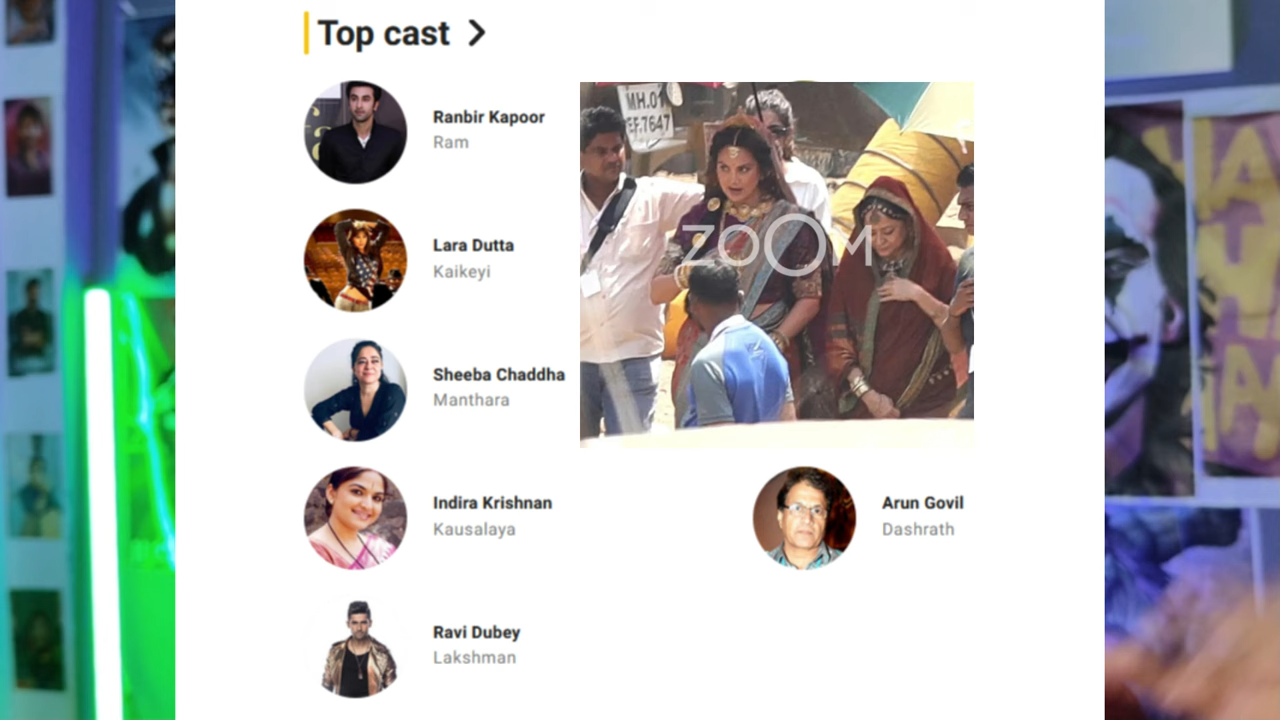 Top cast
Ranbir Kapoor
Ram
MH.01
EF.7647
Lara Dutta
Kaikeyi
ZOOM
Sheeba Chaddha
Manthara
Indira Krishnan
Kausalaya
Arun Govil
Dashrath
Ravi Dubey
Lakshman